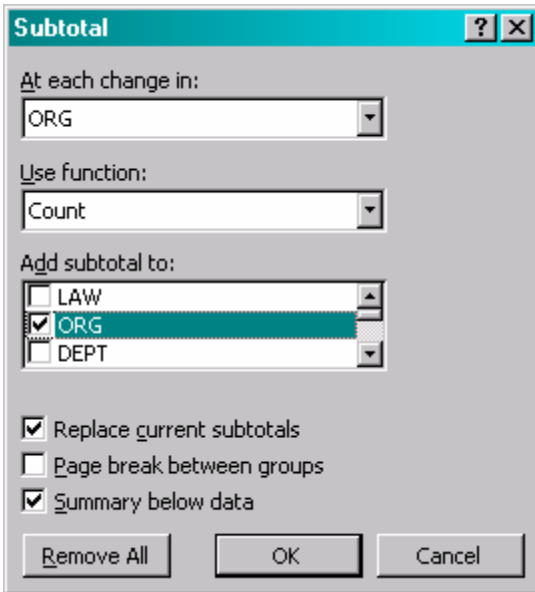 Subtotal
At each change in:
ORG
Use function:
Count
Add subtotal to:
LAW
ORG
DEPT
Replace current subtotals
Page break between groups
Summary below data
Remove All OK Cancel